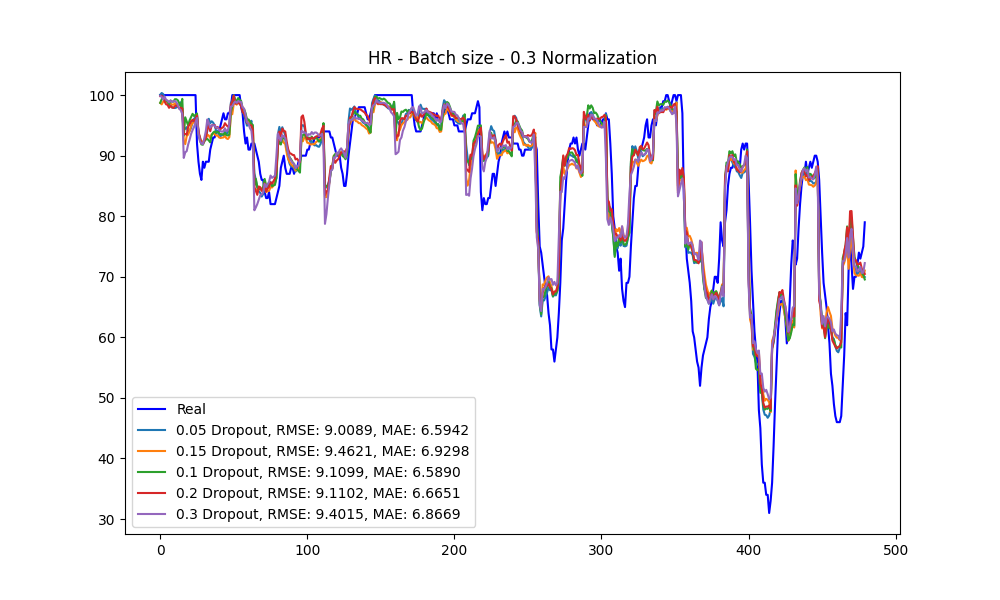 HR - Batch size - 0.3 Normalization
100
90
80
70
60
50
40
30
Real
0.05 Dropout, RMSE: 9.0089, MAE: 6.5942
0.15 Dropout, RMSE: 9.4621, MAE: 6.9298
0.1 Dropout, RMSE: 9.1099, MAE: 6.5890
0.2 Dropout, RMSE: 9.1102, MAE: 6.6651
0.3 Dropout, RMSE: 9.4015, MAE: 6.8669
0 100 200 300 400 500